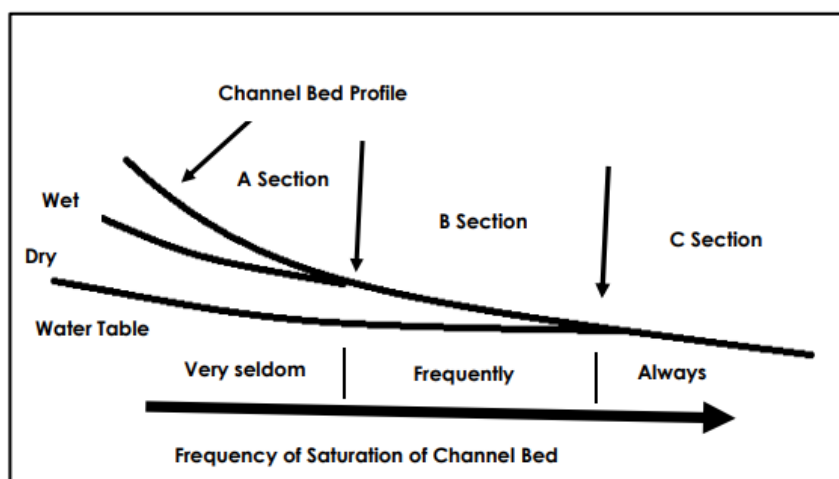 Channel Bed Profile
A Section
Wet
B Section
C Section
Dry
Water Table
Very seldom
Frequently
Always
Frequency of Saturation of Channel Bed